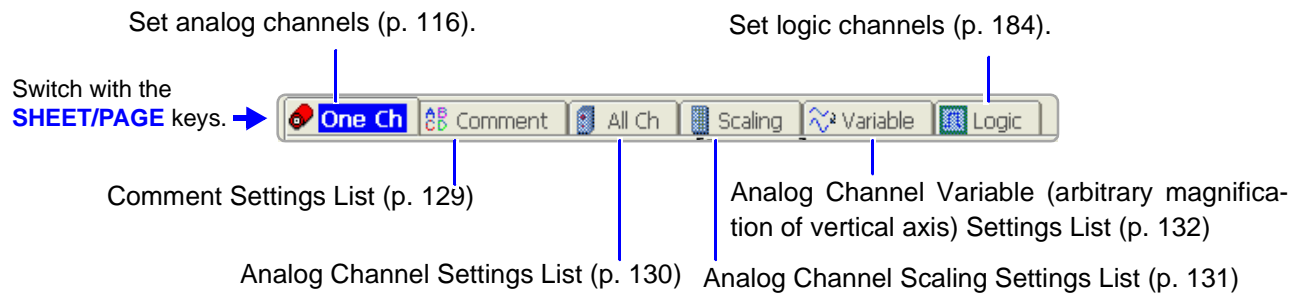 Set analog channels (p. 116).
Set logic channels (p. 184).
Switch with the
SHEET/PAGE keys.
One Ch Comment All Ch Scaling Variable Logic
Comment Settings List (p. 129)
Analog Channel Variable (arbitrary magnifica-
tion of vertical axis) Settings List (p. 132)
Analog Channel Settings List (p. 130)
Analog Channel Scaling Settings List (p. 131)